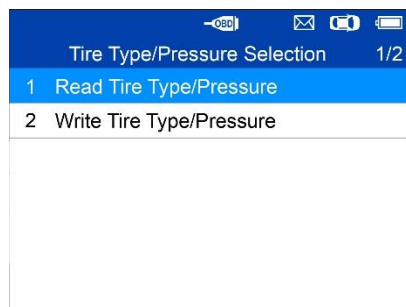 OBD
Tire Type/Pressure Selection 1/2
1 Read Tire Type/Pressure
2 Write Tire Type/Pressure